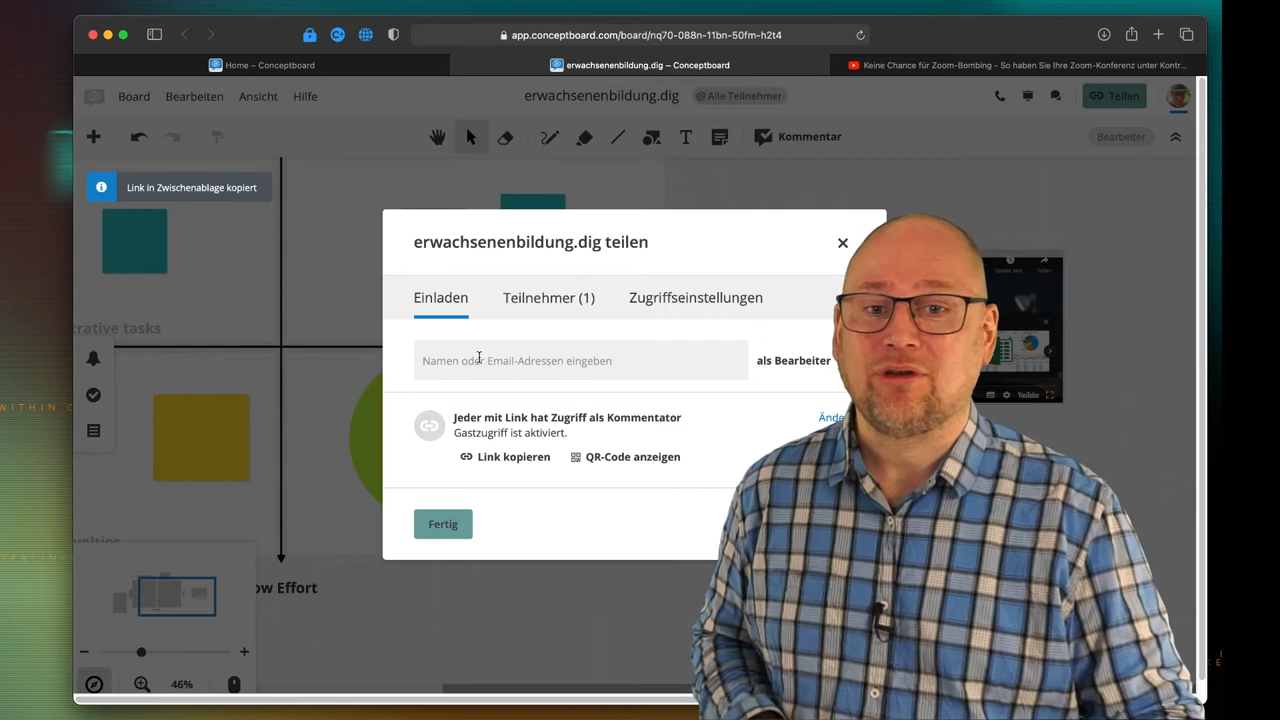 app.conceptboard.com/board/nq70-088n-11bn-50fm-h2t4
Home – Conceptboard
erwachsenenbildung.dig – Conceptboard
Keine Chance für Zoom-Bombing - So haben Sie Ihre Zoom-Konferenz unter Kontr...
Board
Bearbeiten
Ansicht
Hilfe
erwachsenenbildung.dig
@ Alle Teilnehmer
Teilen
T
Kommentar
Bearbeiter
Link in Zwischenablage kopiert
erwachsenenbildung.dig teilen
Einladen
Teilnehmer (1)
Zugriffseinstellungen
Namen oder Email-Adressen eingeben
als Bearbeiter
Jeder mit Link hat Zugriff als Kommentator
Ände
Gastzugriff ist aktiviert.
Link kopieren
QR-Code anzeigen
Fertig
trative tasks
ow Effort
46%
YouTube
WITHIN